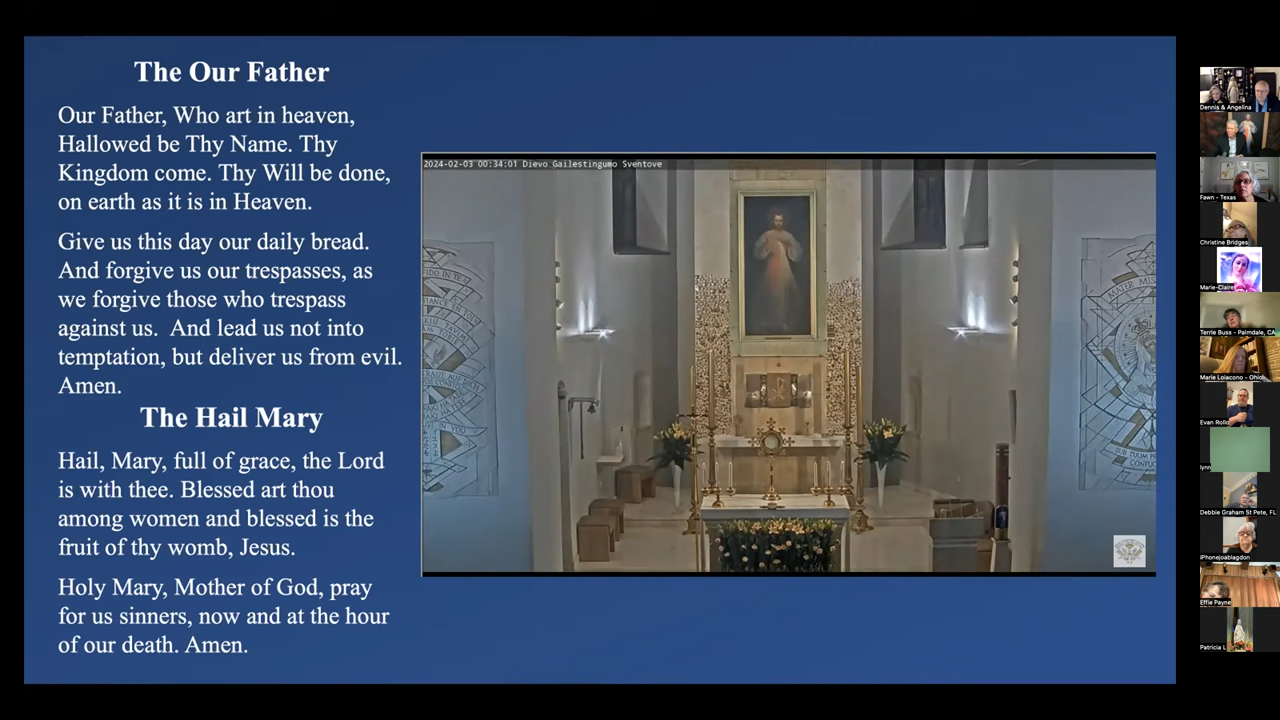 The Our Father
Our Father, Who art in heaven,
Hallowed be Thy Name. Thy
Kingdom come. Thy Will be done,
on earth as it is in Heaven.
Give us this day our daily bread.
And forgive us our trespasses, as
we forgive those who trespass
against us. And lead us not into
temptation, but deliver us from evil.
Amen.
The Hail Mary
Hail, Mary, full of grace, the Lord
is with thee. Blessed art thou
among women and blessed is the
fruit of thy womb, Jesus.
Holy Mary, Mother of God, pray
for us sinners, now and at the hour
of our death. Amen.
2024-02-03 00:34:01 Dievo Gailestingumo Sventove
MATER
Dennis & Angelina
Fawn - Texas
Christine Bridges
Marie-Claire
Terrie Buss - Palmdale, CA
Marie Loiacono - Ohio
Evan Rollo
lynn
Debbie Graham St Pete, FL
iPhonejoablagdon
Effie Payne
Patricia L